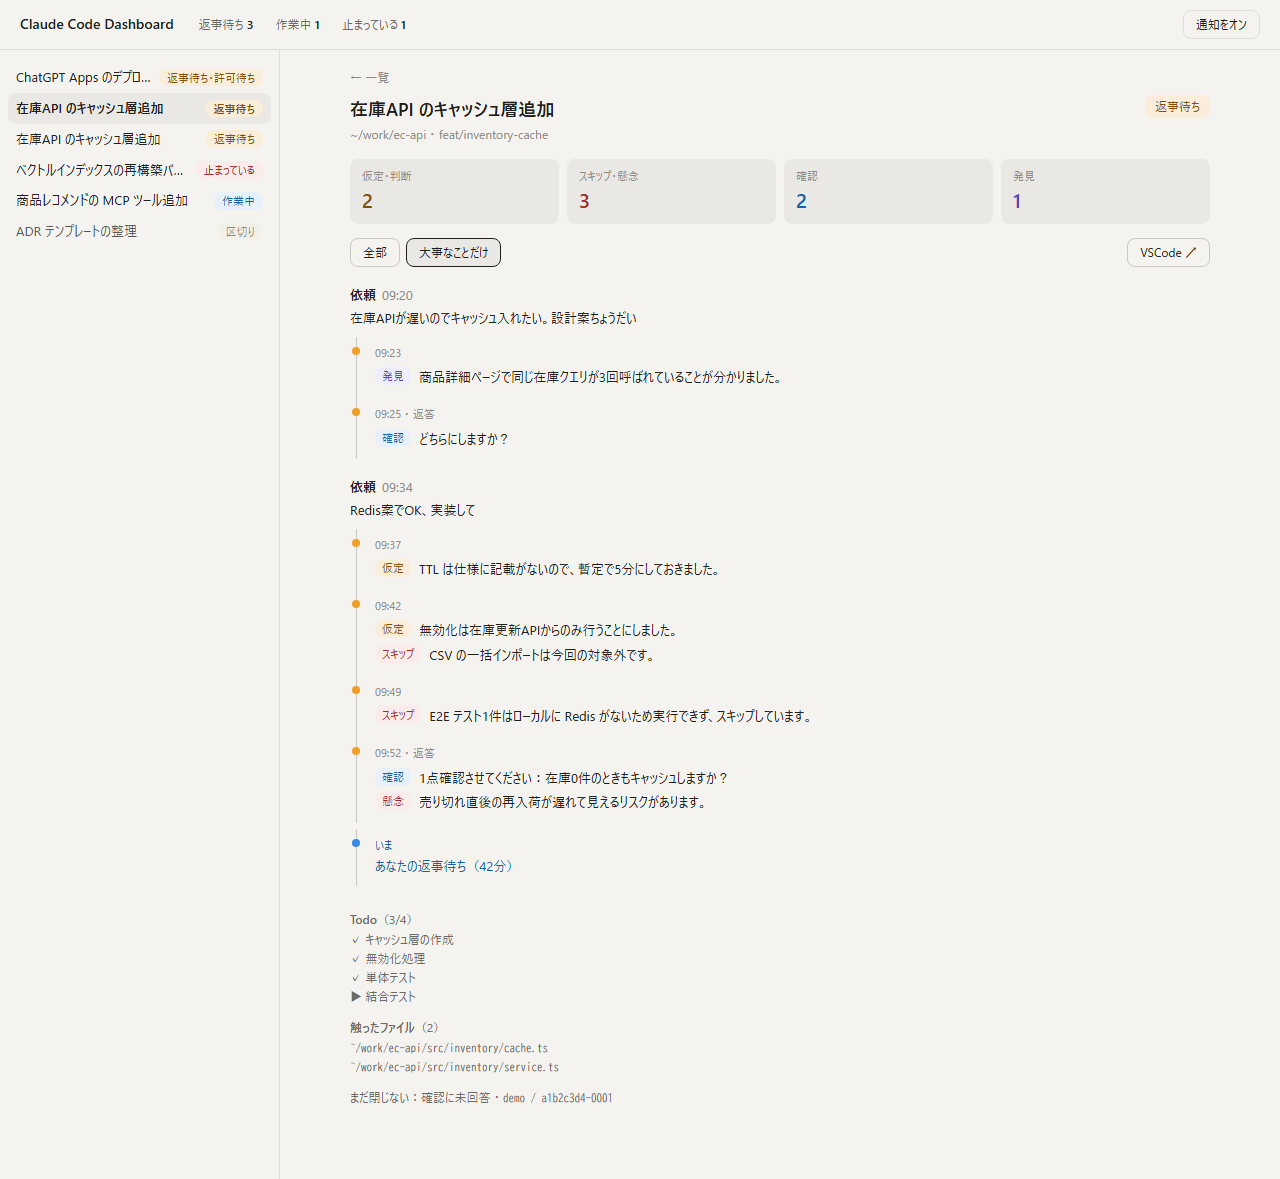 Claude Code Dashboard 返事待ち 3 作業中 1 止まっている 1 通知をオン
ChatGPT Apps のデプロ... 返事待ち・許可待ち
在庫API のキャッシュ層追加 返事待ち
在庫API のキャッシュ層追加 返事待ち
ベクトルインデックスの再構築バ... 止まっている
商品レコメンドの MCP ツール追加 作業中
ADR テンプレートの整理 区切り
← 一覧
在庫API のキャッシュ層追加 返事待ち
~/work/ec-api・feat/inventory-cache
仮定・判断
2
スキップ・懸念
3
確認
2
発見
1
全部 大事なことだけ VSCode ↗
依頼 09:20
在庫APIが遅いのでキャッシュ入れたい。設計案ちょうだい
09:23
発見 商品詳細ページで同じ在庫クエリが3回呼ばれていることが分かりました。
09:25・返答
確認 どちらにしますか？
依頼 09:34
Redis案でOK、実装して
09:37
仮定 TTL は仕様に記載がないので、暫定で5分にしておきました。
09:42
仮定 無効化は在庫更新APIからのみ行うことにしました。
スキップ CSV の一括インポートは今回の対象外です。
09:49
スキップ E2E テスト1件はローカルに Redis がないため実行できず、スキップしています。
09:52・返答
確認 1点確認させてください：在庫0件のときもキャッシュしますか？
懸念 売り切れ直後の再入荷が遅れて見えるリスクがあります。
いま
あなたの返事待ち（42分）
Todo（3/4）
✓ キャッシュ層の作成
✓ 無効化処理
✓ 単体テスト
▶ 結合テスト
触ったファイル（2）
~/work/ec-api/src/inventory/cache.ts
~/work/ec-api/src/inventory/service.ts
まだ閉じない：確認に未回答・demo / a1b2c3d4-0001